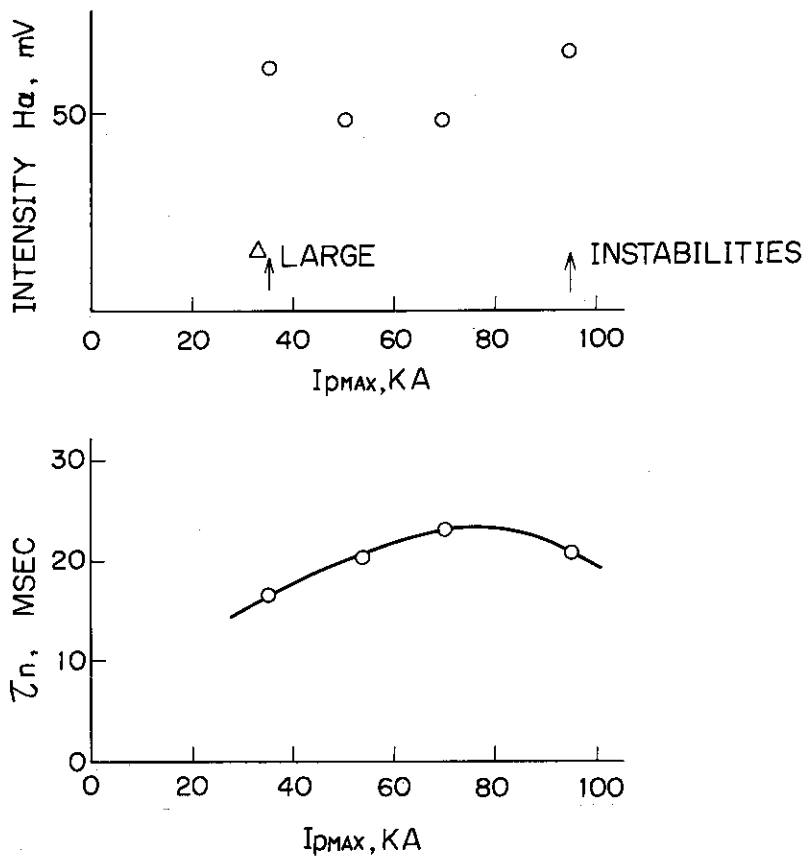 INTENSITY Hα, mV
50
LARGE
INSTABILITIES
0 20 40 60 80 100
IpMAX, KA
τn, MSEC
30
20
10
0
0 20 40 60 80 100
IpMAX, KA